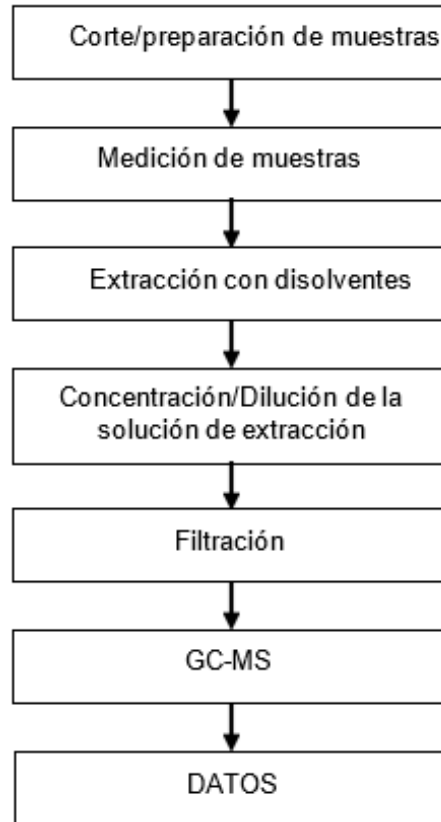 Corte/preparación de muestras
Medición de muestras
Extracción con disolventes
Concentración/Dilución de la
solución de extracción
Filtración
GC-MS
DATOS